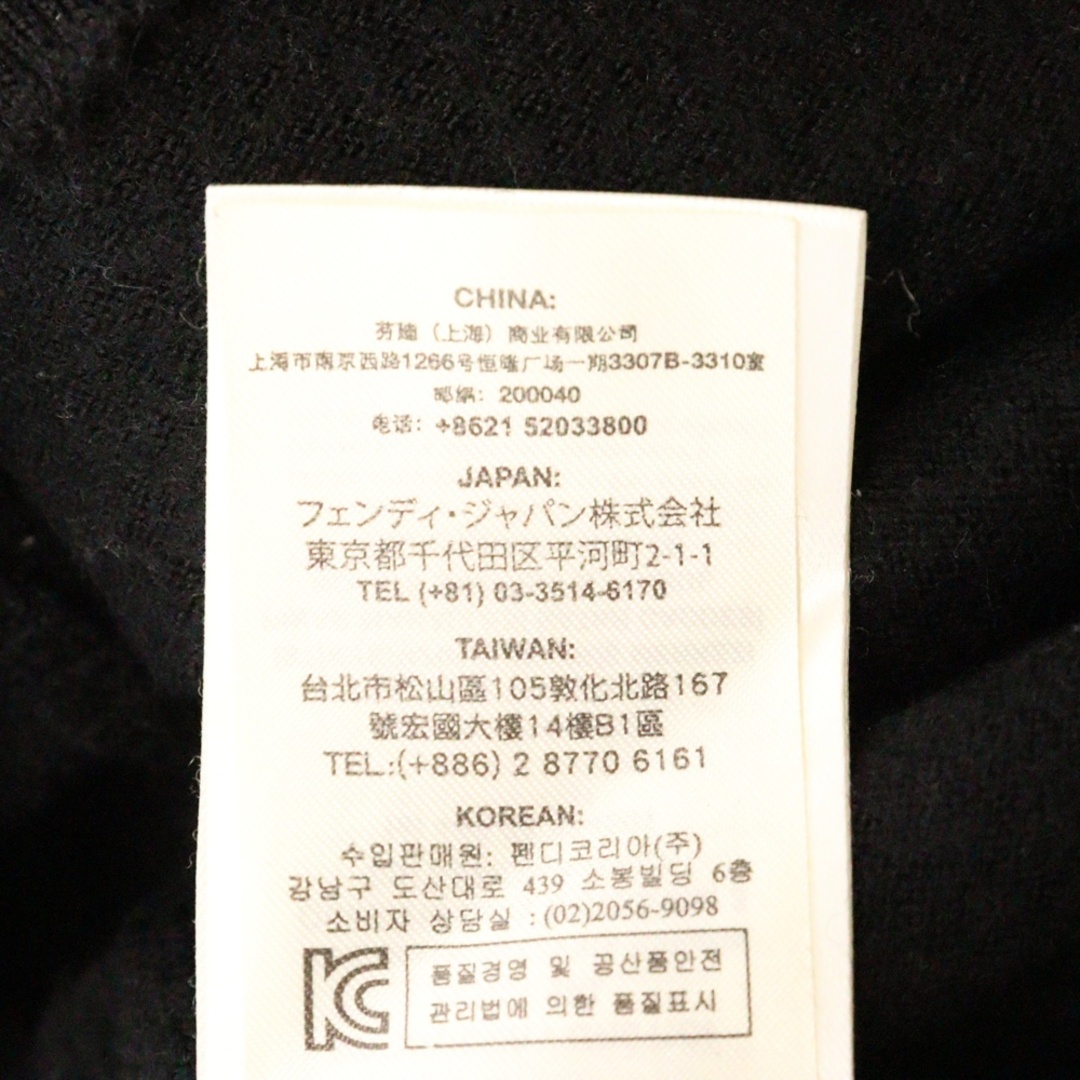 CHINA:
芬迪（上海）商业有限公司
上海市南京西路1266号恒隆广场一期3307B-3310室
邮编: 200040
电话: +8621 52033800
JAPAN:
フェンディ・ジャパン株式会社
東京都千代田区平河町2-1-1
TEL (+81) 03-3514-6170
TAIWAN:
台北市松山區105敦化北路167
號宏國大樓14樓B1區
TEL.:(+886) 2 8770 6161
KOREAN:
수입판매원: 펜디코리아(주)
강남구 도산대로 439 소봉빌딩 6층
소비자 상담실 : (02)2056-9098
KC
품질경영 및 공산품안전
관리법에 의한 품질표시